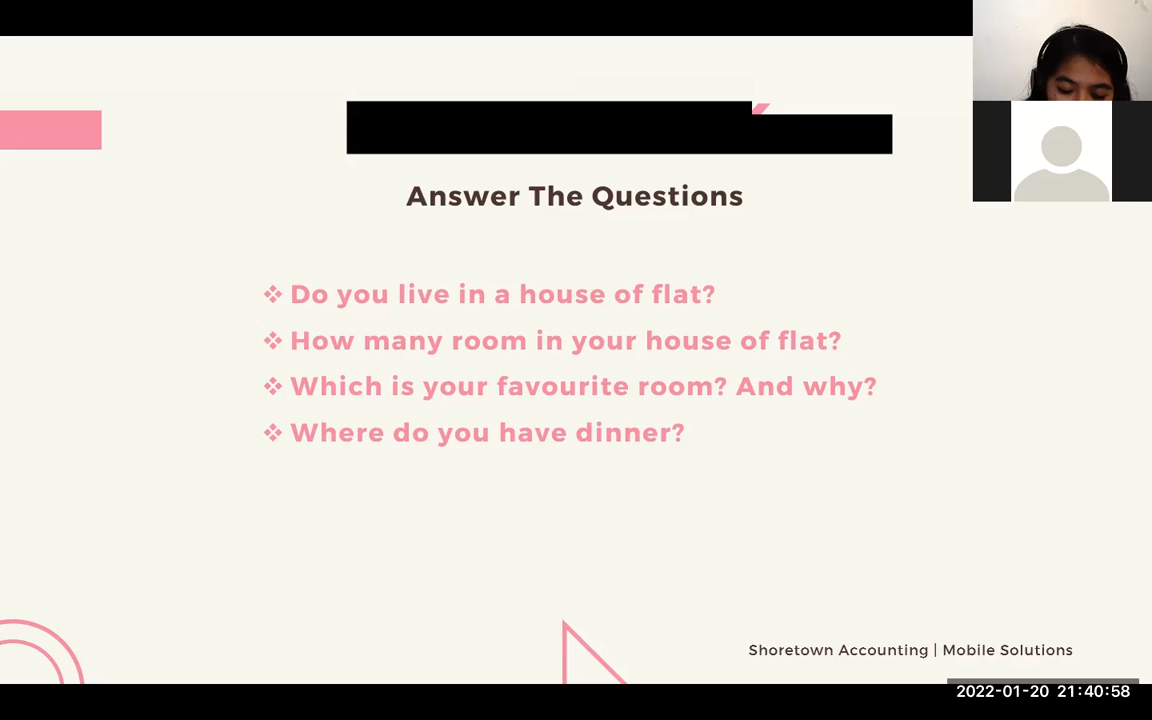 Answer The Questions
❖ Do you live in a house of flat?
❖ How many room in your house of flat?
❖ Which is your favourite room? And why?
❖ Where do you have dinner?
Shoretown Accounting | Mobile Solutions
2022-01-20 21:40:58